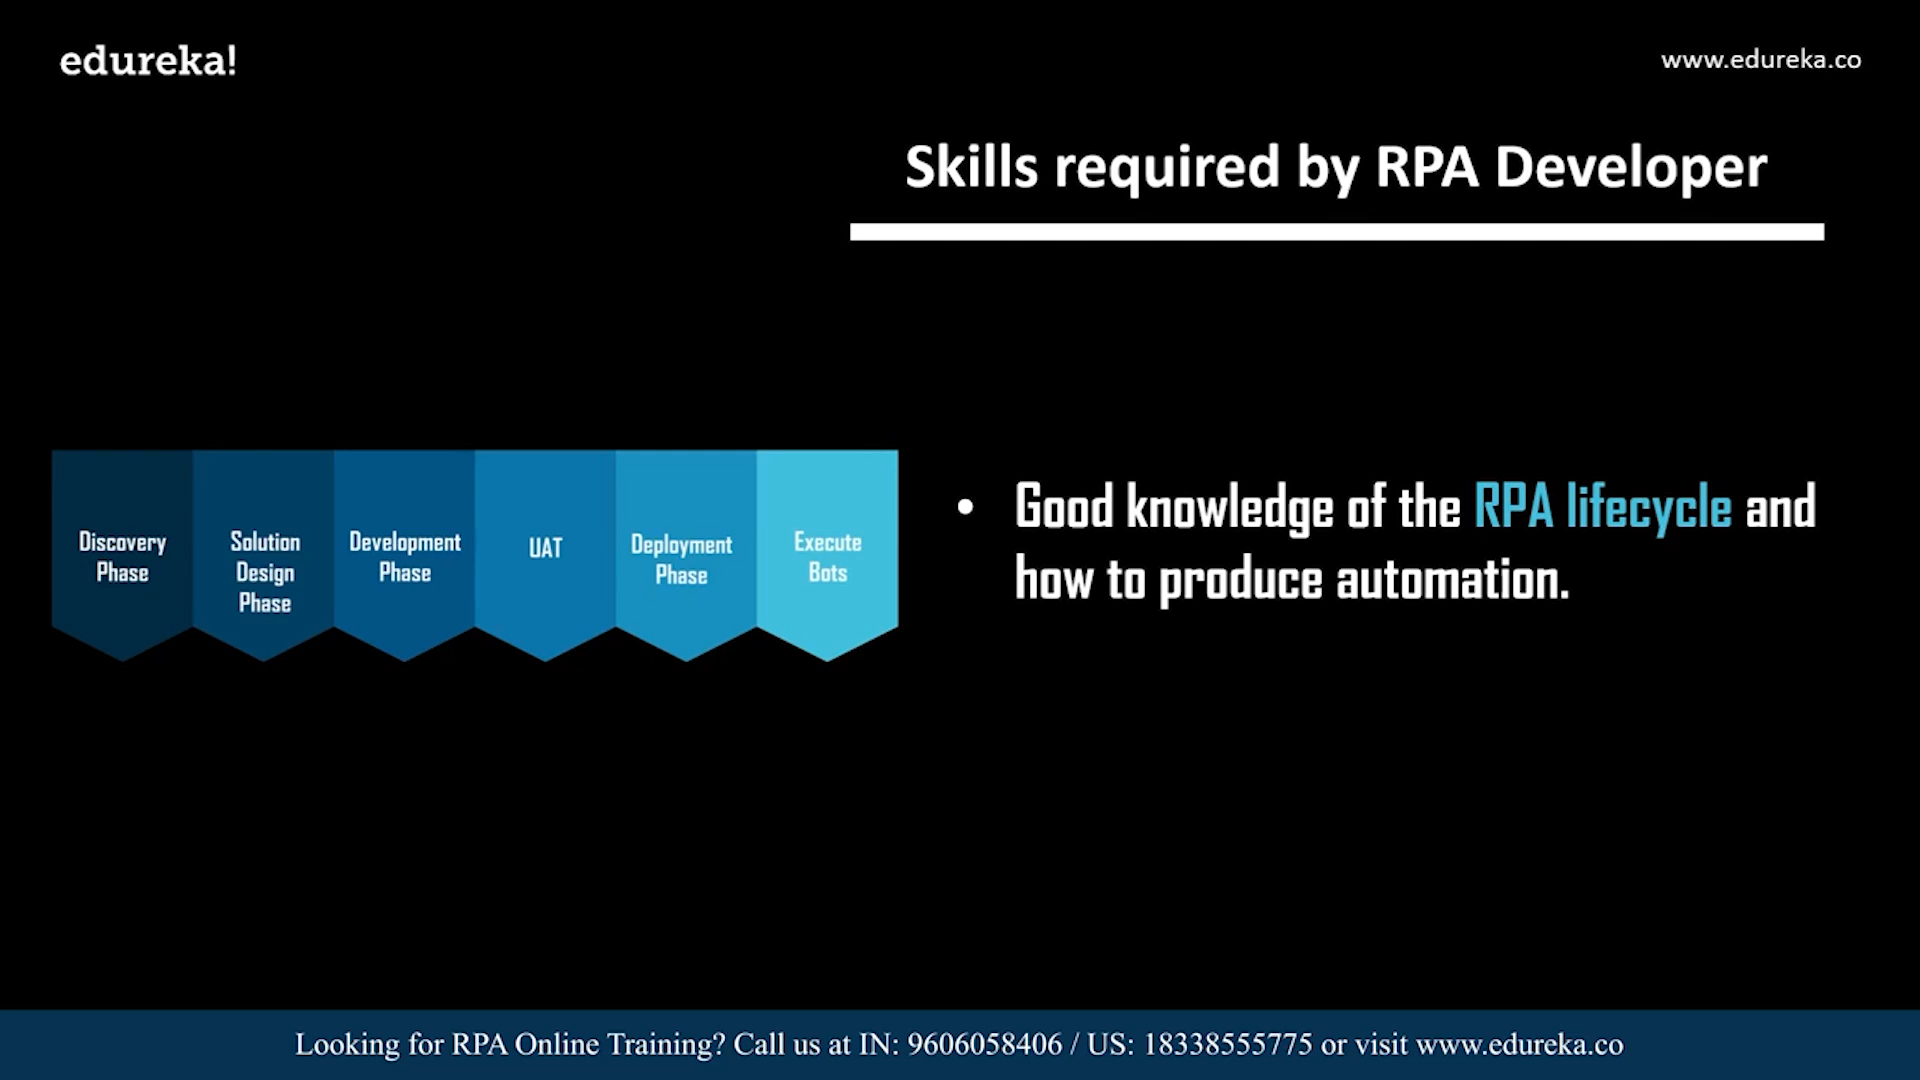 edureka!
www.edureka.co
Skills required by RPA Developer
Discovery
Phase
Solution
Design
Phase
Development
Phase
UAT
Deployment
Phase
Execute
Bots
• Good knowledge of the RPA lifecycle and
how to produce automation.
Looking for RPA Online Training? Call us at IN: 9606058406 / US: 18338555775 or visit www.edureka.co